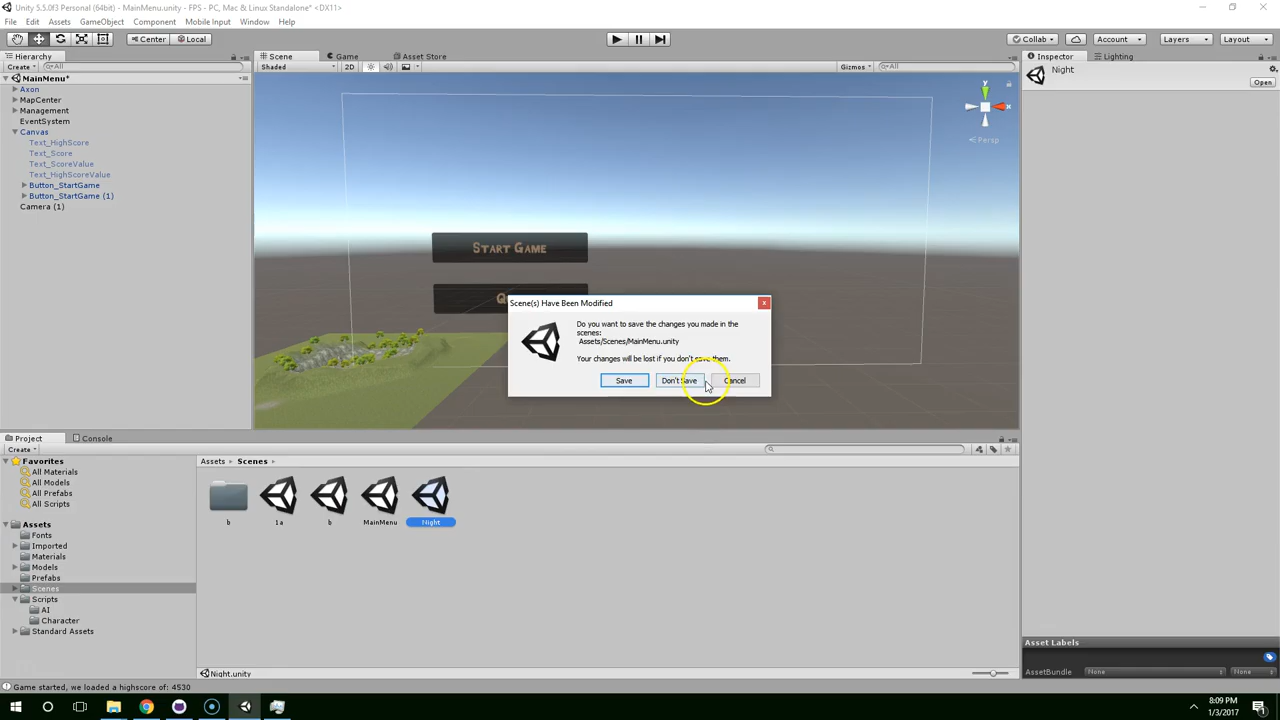 Unity 5.5.0f3 Personal (64bit) - MainMenu.unity - FPS - PC, Mac & Linux Standalone* <DX11>
File Edit Assets GameObject Component Mobile Input Window Help
Center Local Collab Account Layers Layout
Hierarchy Scene Game Asset Store Inspector Lighting
Create All Shaded 2D Gizmos All Night
Open
MainMenu*
Axon
MapCenter
Management
EventSystem
Canvas
Text_HighScore
Text_Score
Text_ScoreValue
Text_HighScoreValue
Button_StartGame
Button_StartGame (1)
Camera (1)
y
x
Persp
Start Game
Scene(s) Have Been Modified
Do you want to save the changes you made in the
scenes:
Assets/Scenes/MainMenu.unity
Your changes will be lost if you don't save them.
Save Don't Save Cancel
Project Console
Create
Favorites
All Materials
All Models
All Prefabs
All Scripts
Assets
Fonts
Imported
Materials
Models
Prefabs
Scenes
Scripts
AI
Character
Standard Assets
Assets Scenes
b 1a b MainMenu Night
Night.unity
Asset Labels
AssetBundle None None
Game started, we loaded a highscore of: 4530
8:09 PM
1/3/2017